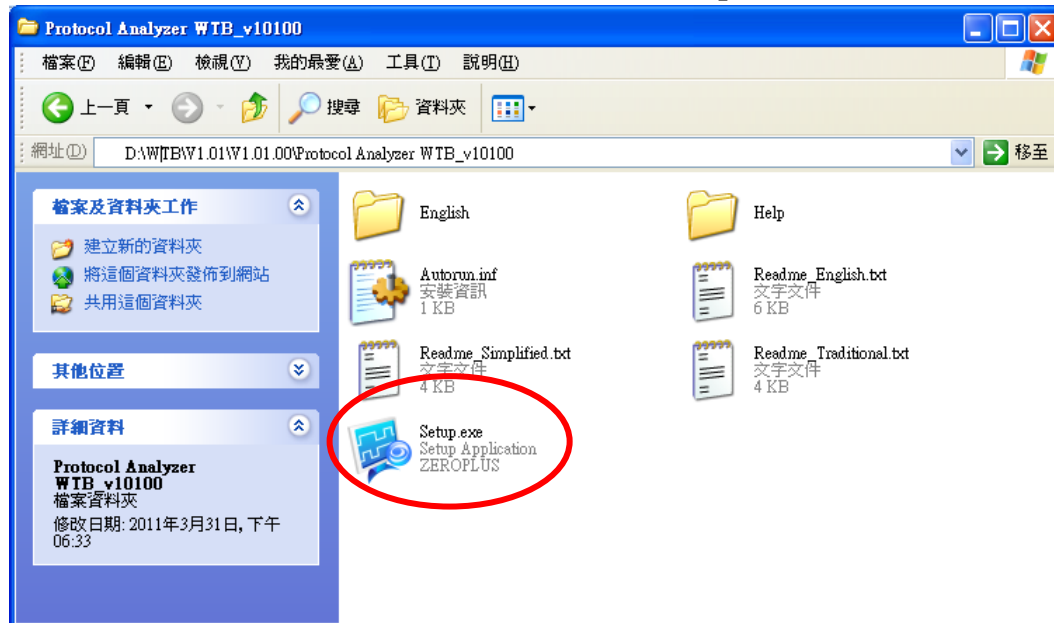 Protocol Analyzer WTB_v10100
檔案(F) 編輯(E) 檢視(V) 我的最愛(A) 工具(T) 說明(H)
上一頁 搜尋 資料夾
網址(D) D:\WTB\V1.01\V1.01.00\Protocol Analyzer WTB_v10100 移至
檔案及資料夾工作
建立新的資料夾
將這個資料夾發佈到網站
共用這個資料夾
其他位置
詳細資料
Protocol Analyzer
WTB_v10100
檔案資料夾
修改日期: 2011年3月31日, 下午
06:33
English
Help
Autorun.inf
安裝資訊
1 KB
Readme_English.txt
文字文件
6 KB
Readme_Simplified.txt
文字文件
4 KB
Readme_Traditional.txt
文字文件
4 KB
Setup.exe
Setup Application
ZEROPLUS